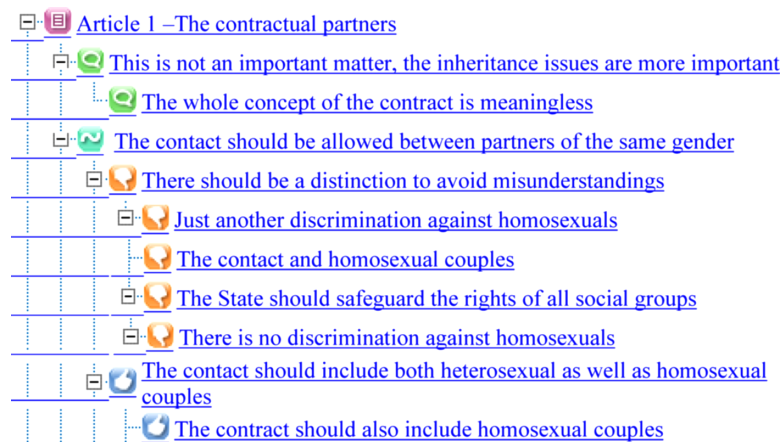 Article 1 –The contractual partners
This is not an important matter, the inheritance issues are more important
The whole concept of the contract is meaningless
The contact should be allowed between partners of the same gender
There should be a distinction to avoid misunderstandings
Just another discrimination against homosexuals
The contact and homosexual couples
The State should safeguard the rights of all social groups
There is no discrimination against homosexuals
The contact should include both heterosexual as well as homosexual
couples
The contract should also include homosexual couples